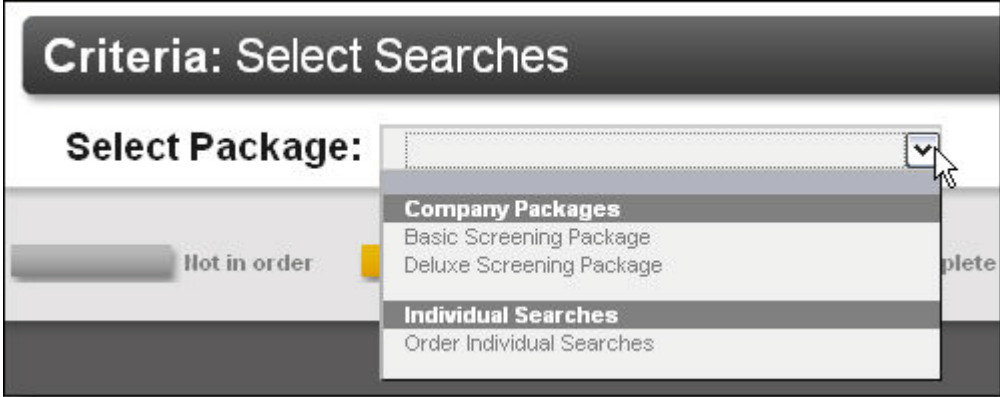 Criteria: Select Searches
Select Package:
Company Packages
Basic Screening Package
Deluxe Screening Package
Not in order
plete
Individual Searches
Order Individual Searches